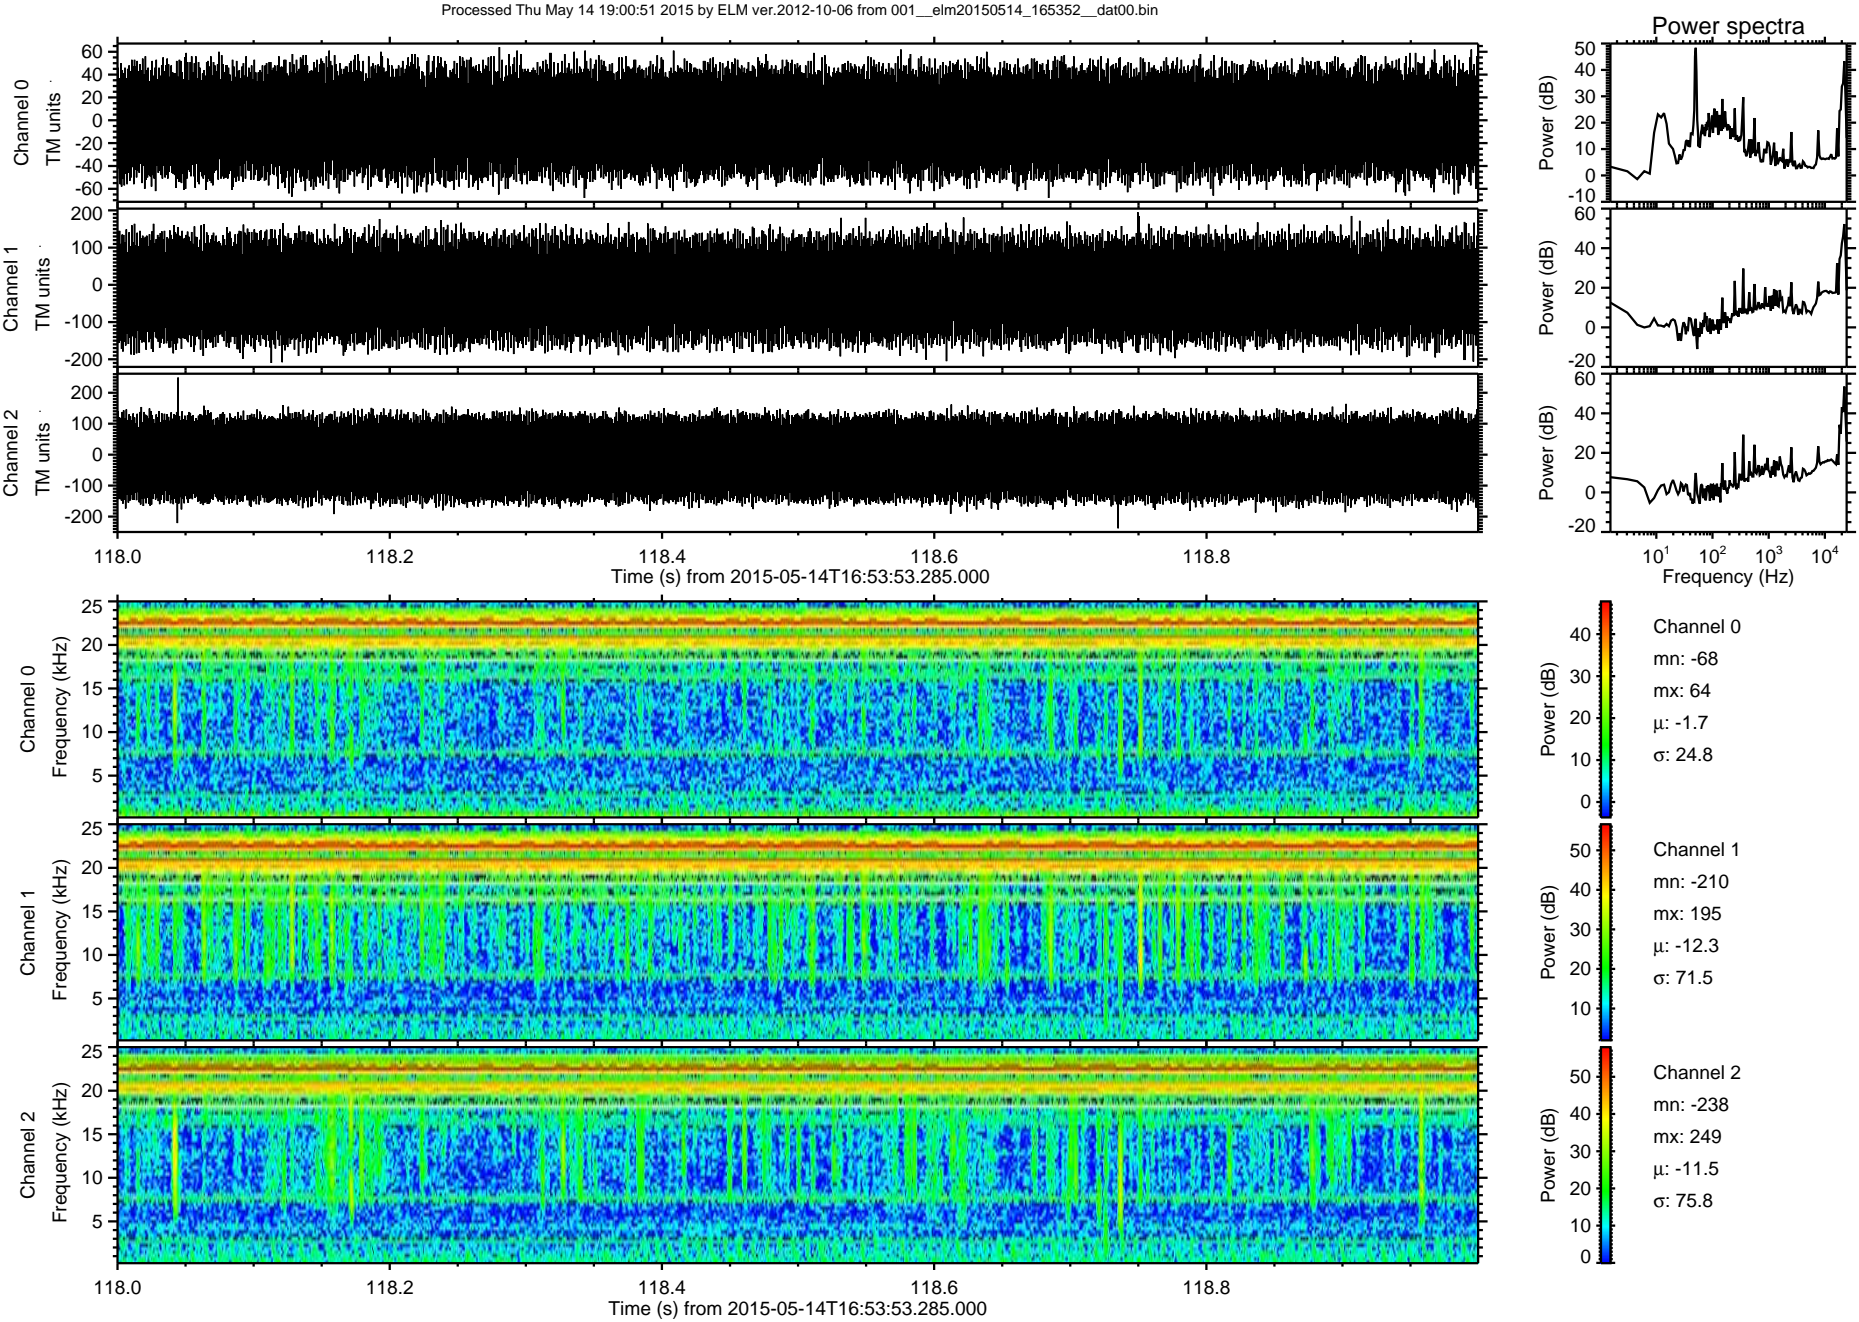 Processed Thu May 14 19:00:51 2015 by ELM ver.2012-10-06 from 001__elm20150514_165352__dat00.bin
Power spectra
Channel 0
TM units
60
40
20
0
-20
-40
-60
Power (dB)
50
40
30
20
10
0
-10
Channel 1
TM units
200
100
0
-100
-200
Power (dB)
60
40
20
0
-20
Channel 2
TM units
200
100
0
-100
-200
Power (dB)
60
40
20
0
-20
118.0 118.2 118.4 118.6 118.8
Time (s) from 2015-05-14T16:53:53.285.000
10¹ 10² 10³ 10⁴
Frequency (Hz)
Channel 0
Frequency (kHz)
25
20
15
10
5
Power (dB)
40
30
20
10
0
Channel 0
mn: -68
mx: 64
μ: -1.7
σ: 24.8
Channel 1
Frequency (kHz)
25
20
15
10
5
Power (dB)
50
40
30
20
10
Channel 1
mn: -210
mx: 195
μ: -12.3
σ: 71.5
Channel 2
Frequency (kHz)
25
20
15
10
5
Power (dB)
50
40
30
20
10
0
Channel 2
mn: -238
mx: 249
μ: -11.5
σ: 75.8
118.0 118.2 118.4 118.6 118.8
Time (s) from 2015-05-14T16:53:53.285.000